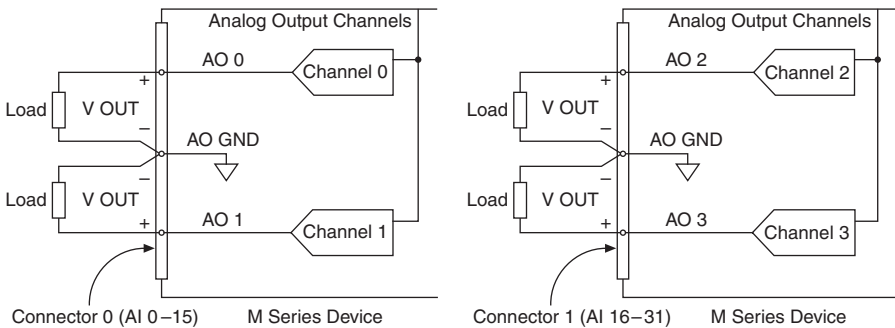 Analog Output Channels
AO 0
Channel 0
+
Load
V OUT
–
AO GND
–
Load
V OUT
+
AO 1
Channel 1
Connector 0 (AI 0–15)
M Series Device
Analog Output Channels
AO 2
Channel 2
+
Load
V OUT
–
AO GND
–
Load
V OUT
+
AO 3
Channel 3
Connector 1 (AI 16–31)
M Series Device